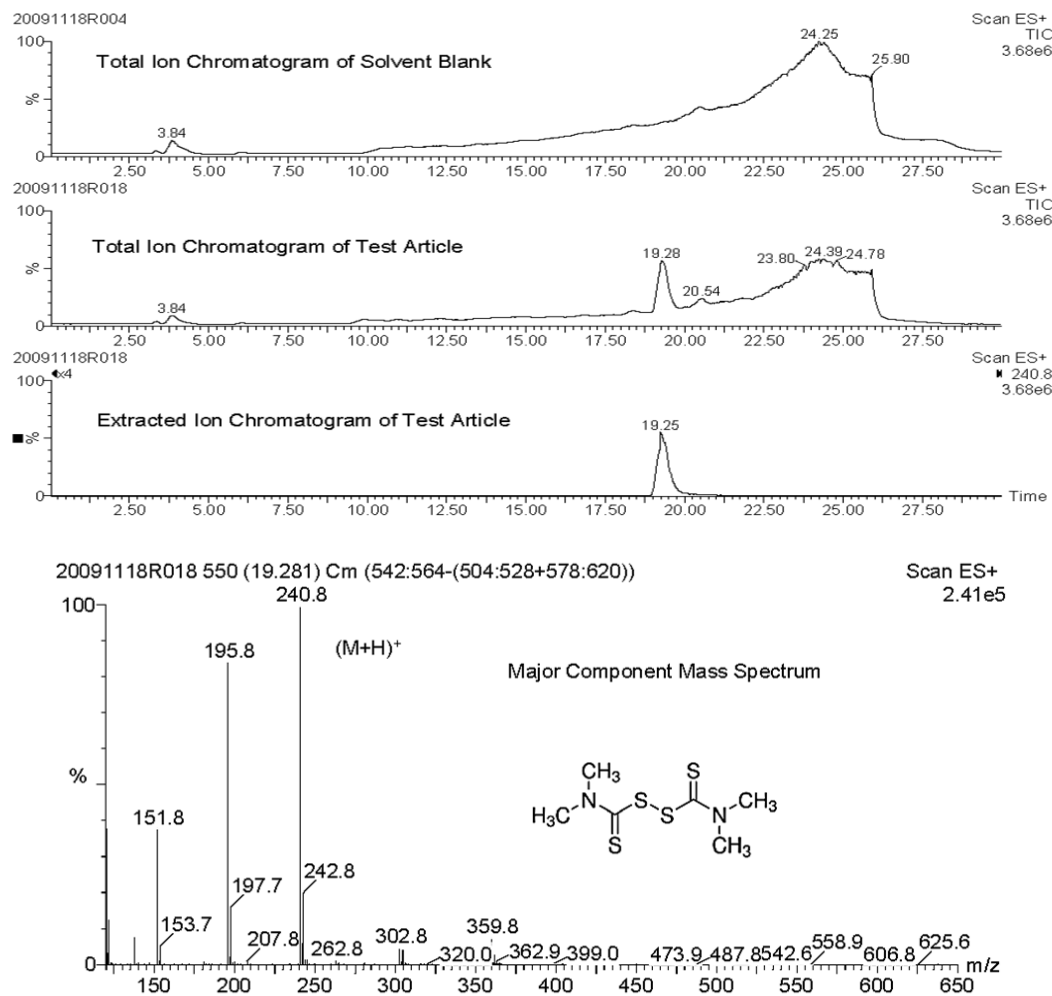 20091118R004 Scan ES+
TIC
3.68e6
100
24.25
25.90
Total Ion Chromatogram of Solvent Blank
%
3.84
0
2.50 5.00 7.50 10.00 12.50 15.00 17.50 20.00 22.50 25.00 27.50
20091118R018 Scan ES+
TIC
3.68e6
100
Total Ion Chromatogram of Test Article
19.28 23.80 24.39 24.78
%
20.54
3.84
0
2.50 5.00 7.50 10.00 12.50 15.00 17.50 20.00 22.50 25.00 27.50
20091118R018 Scan ES+
x4 240.8
100 3.68e6
Extracted Ion Chromatogram of Test Article
19.25
%
0 Time
2.50 5.00 7.50 10.00 12.50 15.00 17.50 20.00 22.50 25.00 27.50
20091118R018 550 (19.281) Cm (542:564-(504:528+578:620)) Scan ES+
2.41e5
100 240.8
195.8 (M+H)+
Major Component Mass Spectrum
%
CH3 S
H3C N S S CH3
S N
CH3
151.8
242.8
197.7
153.7
207.8 262.8 302.8 320.0 359.8 362.9 399.0 473.9 487.8 542.6 558.9 606.8 625.6
0 m/z
150 200 250 300 350 400 450 500 550 600 650